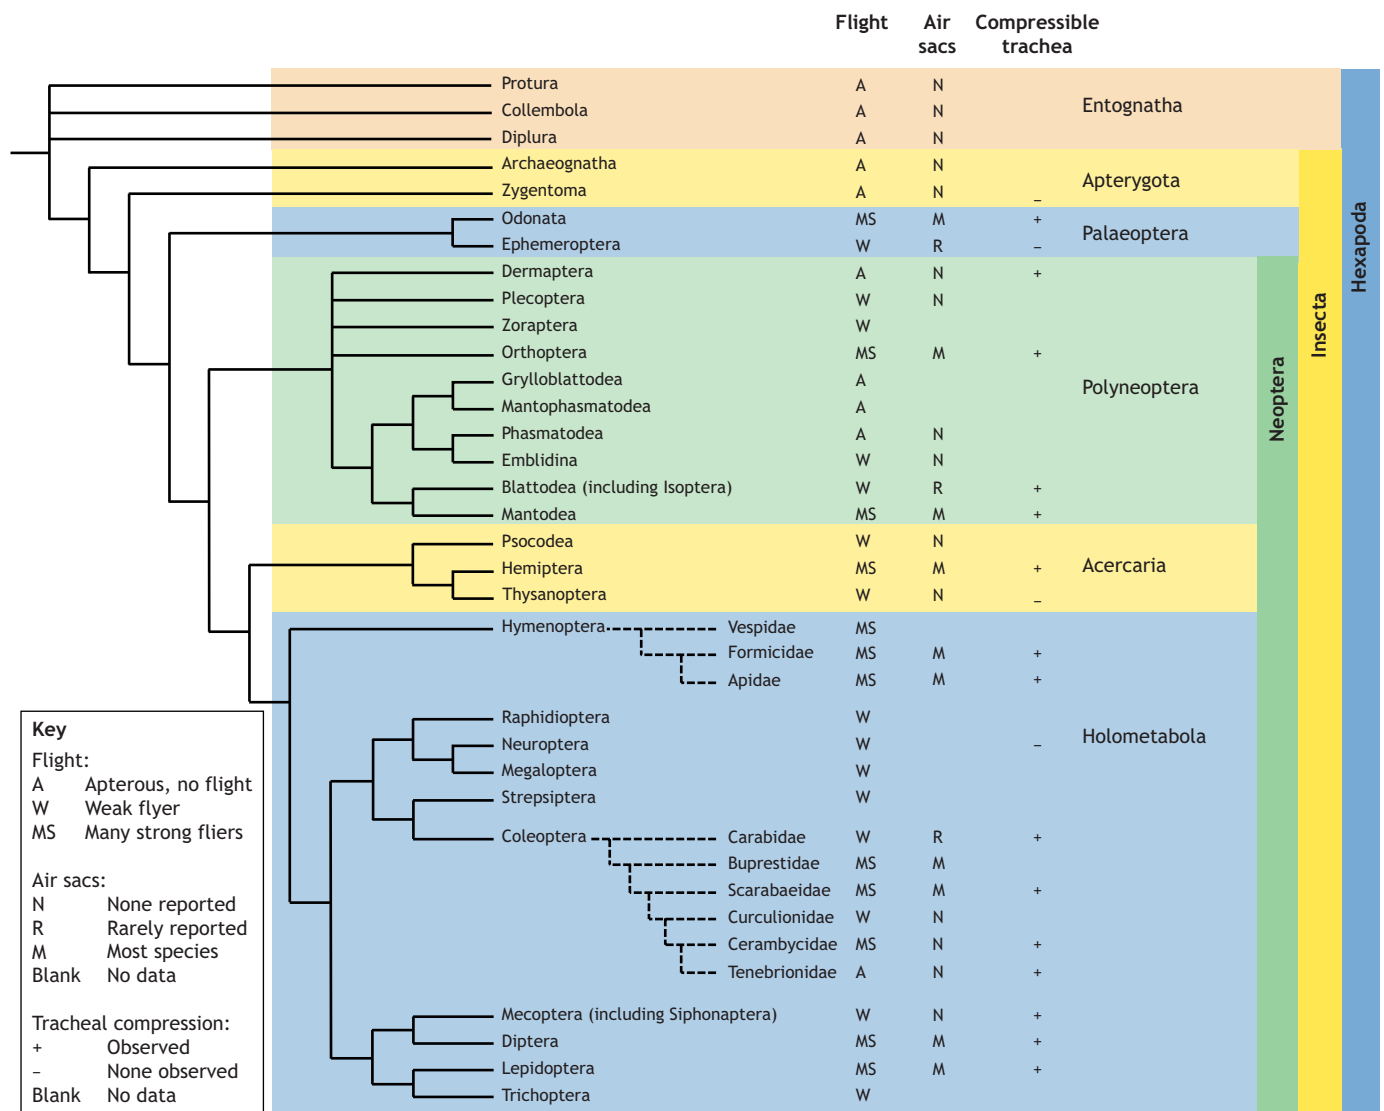 Flight Air sacs Compressible trachea
Protura A N
Collembola A N
Entognatha
Diplura A N
Archaeognatha A N
Apterygota
Zygentoma A N –
Odonata MS M +
Palaeoptera
Ephemeroptera W R –
Dermaptera A N +
Plecoptera W N
Zoraptera W
Orthoptera MS M +
Grylloblattodea A
Polyneoptera
Mantophasmatodea A
Phasmatodea A N
Emblidina W N
Blattodea (including Isoptera) W R +
Mantodea MS M +
Psocodea W N
Hemiptera MS M +
Acercaria
Thysanoptera W N –
Hymenoptera Vespidae MS
Formicidae MS M +
Apidae MS M +
Raphidioptera W
Neuroptera W –
Holometabola
Megaloptera W
Strepsiptera W
Coleoptera Carabidae W R +
Buprestidae MS M
Scarabaeidae MS M +
Curculionidae W N
Cerambycidae MS N +
Tenebrionidae A N +
Mecoptera (including Siphonaptera) W N +
Diptera MS M +
Lepidoptera MS M +
Trichoptera W
Neoptera
Insecta
Hexapoda
Key
Flight:
A Apterous, no flight
W Weak flyer
MS Many strong fliers
Air sacs:
N None reported
R Rarely reported
M Most species
Blank No data
Tracheal compression:
+ Observed
– None observed
Blank No data